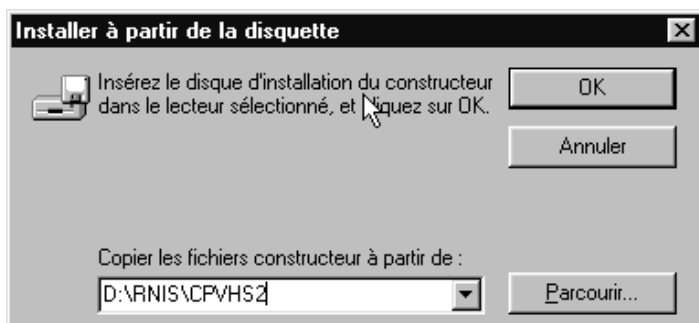 Installer à partir de la disquette
Insérez le disque d'installation du constructeur
dans le lecteur sélectionné, et cliquez sur OK.
OK
Annuler
Copier les fichiers constructeur à partir de :
D:\RNIS\CPVHS2
Parcourir...